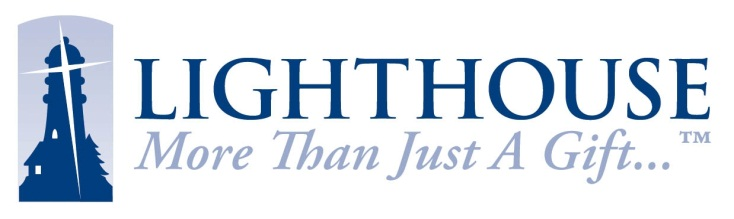 LIGHTHOUSE
More Than Just A Gift...™